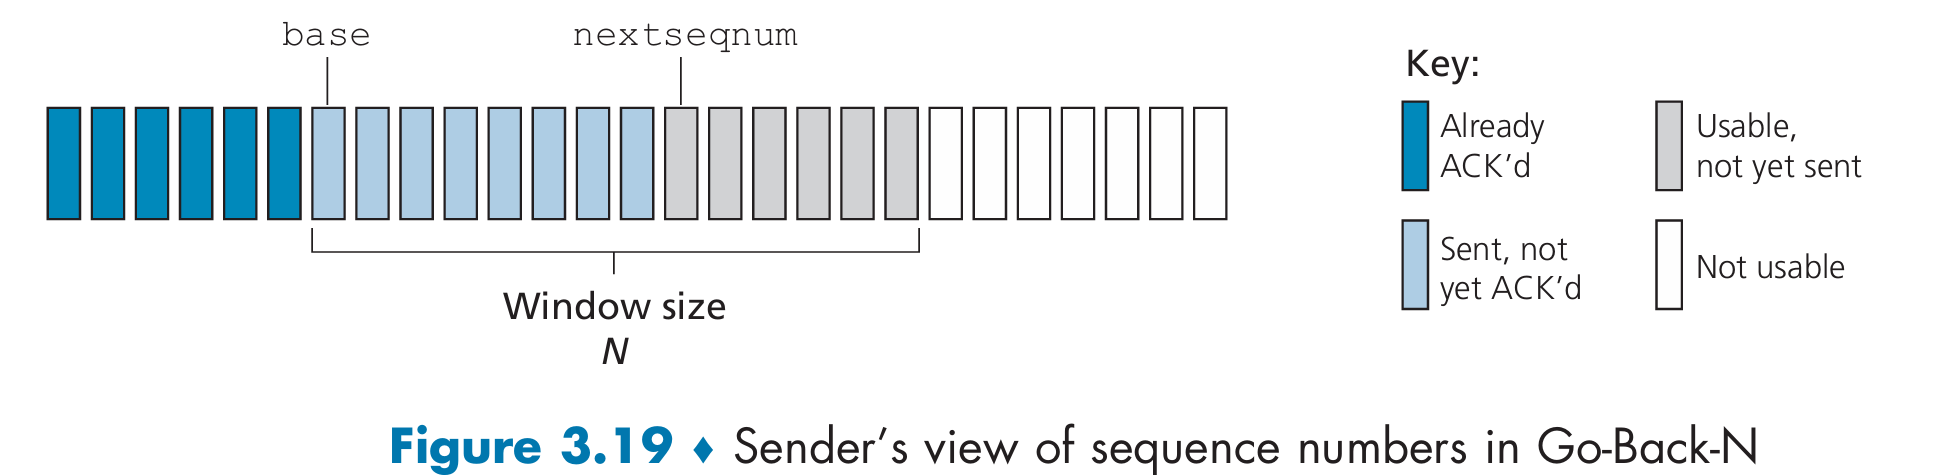 base
nextseqnum
Window size
N
Key:
Already
ACK’d
Usable,
not yet sent
Sent, not
yet ACK’d
Not usable
Figure 3.19 ♦ Sender’s view of sequence numbers in Go-Back-N